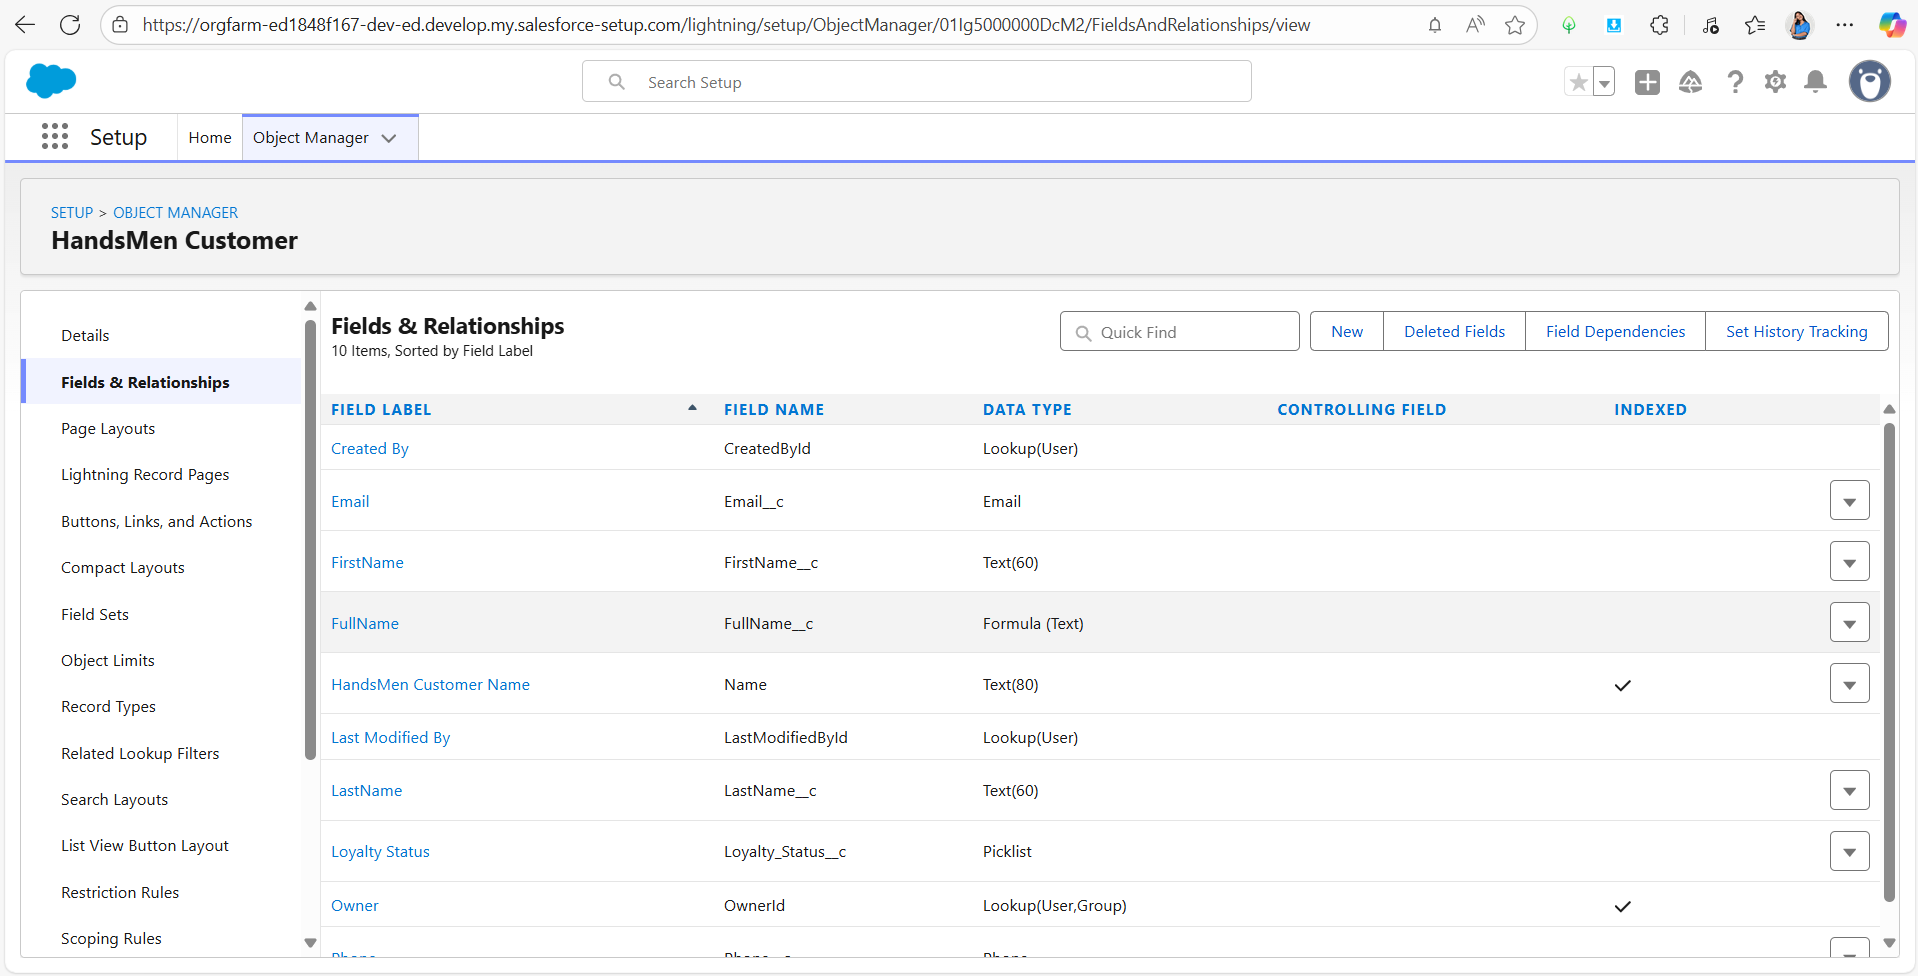 https://orgfarm-ed1848f167-dev-ed.develop.my.salesforce-setup.com/lightning/setup/ObjectManager/01Ig5000000DcM2/FieldsAndRelationships/view
Search Setup
Setup Home Object Manager
SETUP > OBJECT MANAGER
HandsMen Customer
Details
Fields & Relationships
Page Layouts
Lightning Record Pages
Buttons, Links, and Actions
Compact Layouts
Field Sets
Object Limits
Record Types
Related Lookup Filters
Search Layouts
List View Button Layout
Restriction Rules
Scoping Rules
Fields & Relationships
10 Items, Sorted by Field Label
Quick Find New Deleted Fields Field Dependencies Set History Tracking
FIELD LABEL FIELD NAME DATA TYPE CONTROLLING FIELD INDEXED
Created By CreatedById Lookup(User)
Email Email__c Email
FirstName FirstName__c Text(60)
FullName FullName__c Formula (Text)
HandsMen Customer Name Name Text(80)
Last Modified By LastModifiedById Lookup(User)
LastName LastName__c Text(60)
Loyalty Status Loyalty_Status__c Picklist
Owner OwnerId Lookup(User,Group)
Phone Phone__c Phone